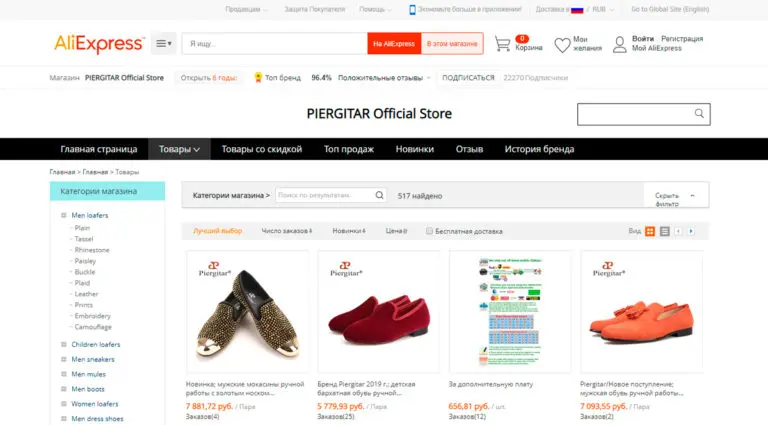 Продавцам
Защита Покупателя
Помощь
Экономьте больше в приложении!
Доставка в / RUB
Go to Global Site (English)
AliExpress™
Я ищу...
На AliExpress
В этом магазине
0
Корзина
Мои желания
Войти Регистрация
Мой AliExpress
Магазин PIERGITAR Official Store
Открыть 6 годы:
Топ бренд
96.4% Положительные отзывы
ПОДПИСАТЬСЯ
22270 Подписчики
PIERGITAR Official Store
Главная страница
Товары
Товары со скидкой
Топ продаж
Новинки
Отзыв
История бренда
Главная > Главная > Товары
Категории магазина
Men loafers
Plain
Tassel
Rhinestone
Paisley
Buckle
Plaid
Leather
Prints
Embroidery
Camouflage
Children loafers
Men sneakers
Men mules
Men boots
Women loafers
Men dress shoes
Категории магазина >
Поиск по результатам.
517 найдено
Скрыть
фильтр
Лучший выбор
Число заказов
Новинки
Цена
Бесплатная доставка
Вид
Piergitar®
Новинка; мужские мокасины ручной
работы с золотым носком...
7 881,72 руб. / Пара
Заказов(4)
Piergitar®
Бренд Piergitar 2019 г.; детская
бархатная обувь ручной...
5 779,93 руб. / Пара
Заказов(25)
За дополнительную плату
656,81 руб. / шт.
Заказов(12)
Piergitar®
Piergitar/Новое поступление;
мужская обувь ручной работы с...
7 093,55 руб. / Пара
Заказов(2)